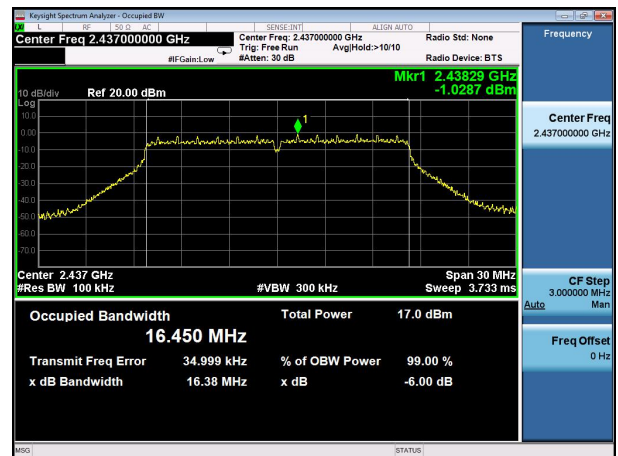 Keysight Spectrum Analyzer - Occupied BW
LXI L RF 50 Ω AC SENSE:INT ALIGN AUTO
Center Freq 2.437000000 GHz
Center Freq: 2.437000000 GHz Radio Std: None
Trig: Free Run Avg|Hold:>10/10
#IFGain:Low #Atten: 30 dB Radio Device: BTS
Mkr1 2.43829 GHz
10 dB/div Ref 20.00 dBm -1.0287 dBm
Log
10.0
0.00
-10.0
-20.0
-30.0
-40.0
-50.0
-60.0
-70.0
1
Center 2.437 GHz Span 30 MHz
#Res BW 100 kHz #VBW 300 kHz Sweep 3.733 ms
Occupied Bandwidth Total Power 17.0 dBm
16.450 MHz
Transmit Freq Error 34.999 kHz % of OBW Power 99.00 %
x dB Bandwidth 16.38 MHz x dB -6.00 dB
MSG STATUS
Frequency
Center Freq
2.437000000 GHz
CF Step
3.000000 MHz
Auto Man
Freq Offset
0 Hz